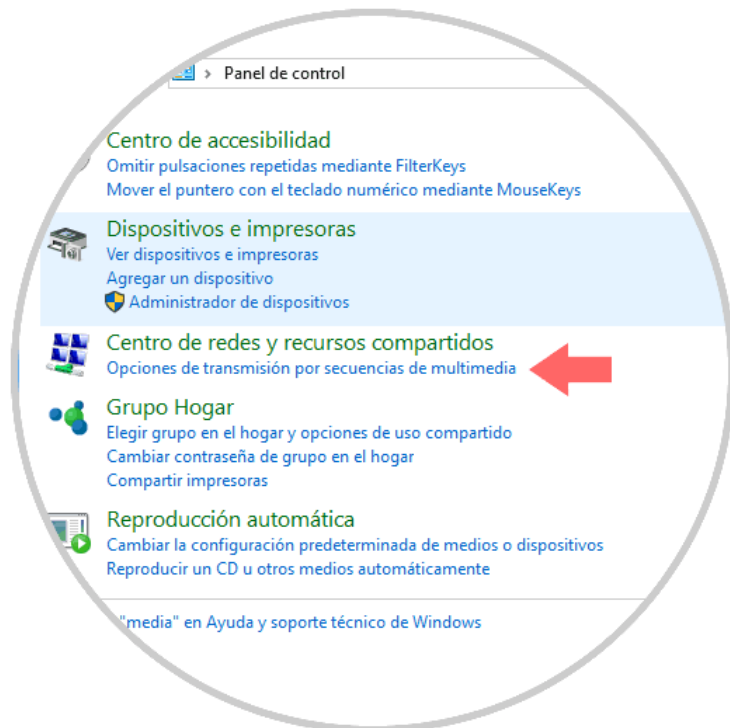 Panel de control
Centro de accesibilidad
Omitir pulsaciones repetidas mediante FilterKeys
Mover el puntero con el teclado numérico mediante MouseKeys
Dispositivos e impresoras
Ver dispositivos e impresoras
Agregar un dispositivo
Administrador de dispositivos
Centro de redes y recursos compartidos
Opciones de transmisión por secuencias de multimedia
Grupo Hogar
Elegir grupo en el hogar y opciones de uso compartido
Cambiar contraseña de grupo en el hogar
Compartir impresoras
Reproducción automática
Cambiar la configuración predeterminada de medios o dispositivos
Reproducir un CD u otros medios automáticamente
"media" en Ayuda y soporte técnico de Windows